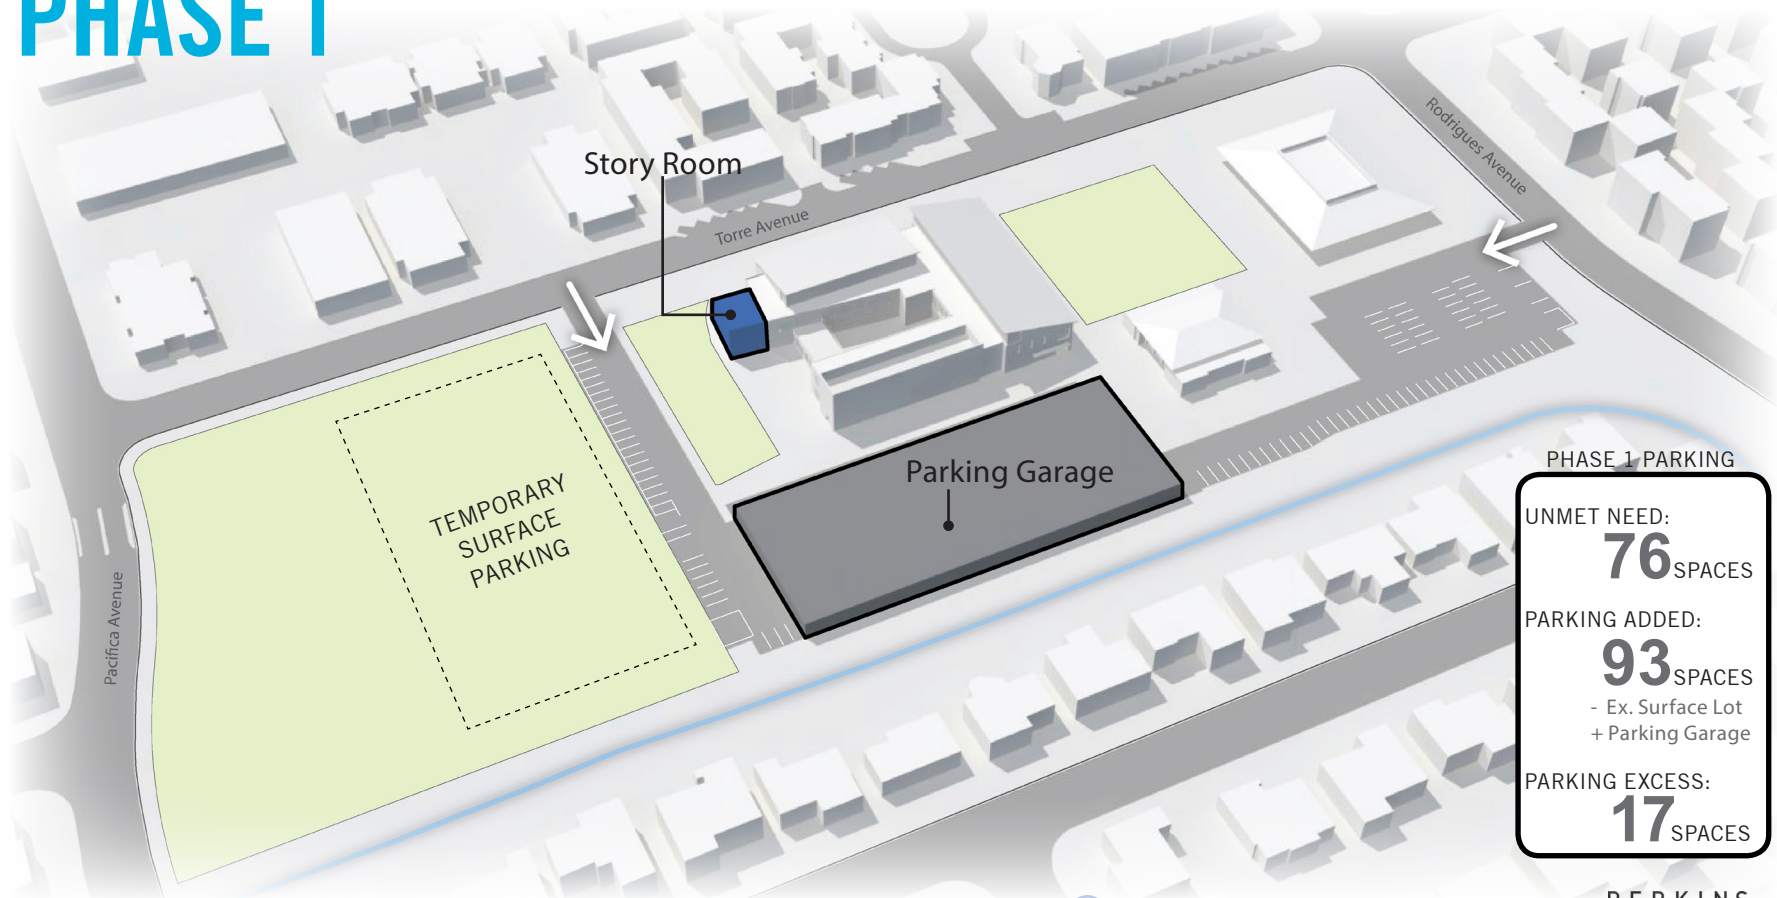 PHASE 1
Story Room
Torre Avenue
Rodrigues Avenue
Parking Garage
TEMPORARY
SURFACE
PARKING
Pacifica Avenue
PHASE 1 PARKING
UNMET NEED:
76 SPACES
PARKING ADDED:
93 SPACES
- Ex. Surface Lot
+ Parking Garage
PARKING EXCESS:
17 SPACES
PERKINS